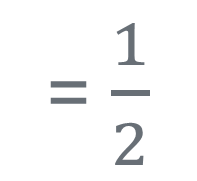 = 1/2